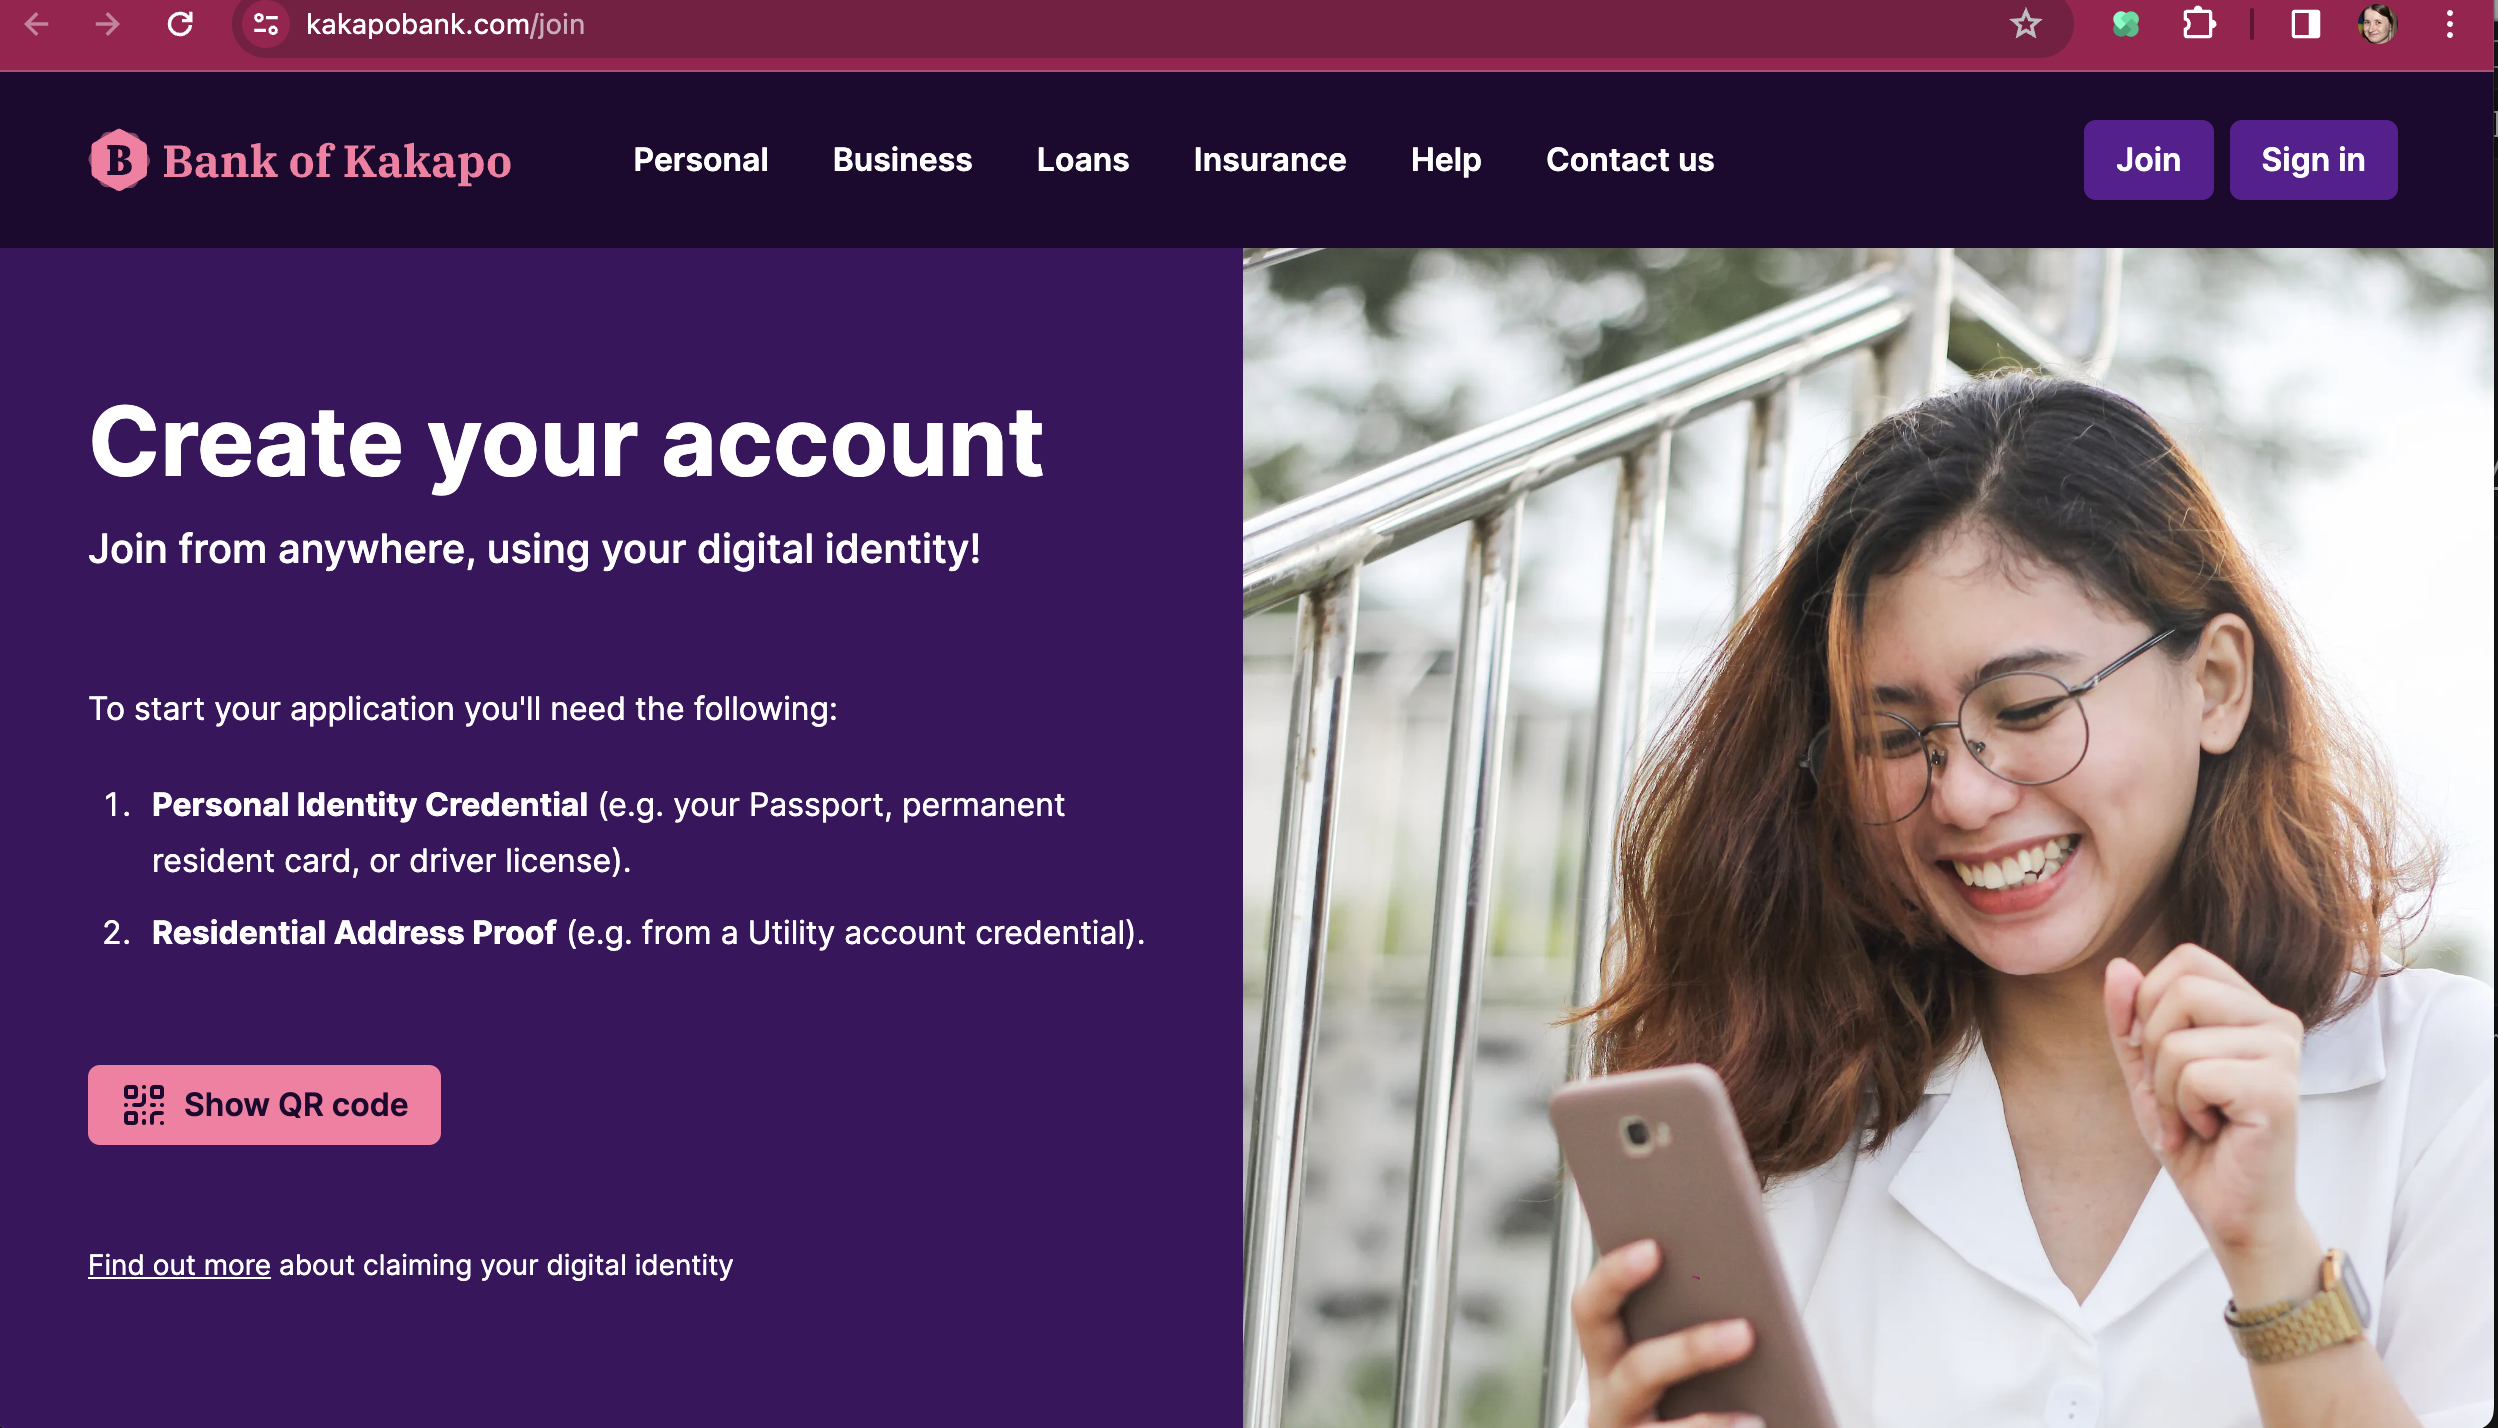 kakapobank.com/join
B Bank of Kakapo
Personal Business Loans Insurance Help Contact us Join Sign in
Create your account
Join from anywhere, using your digital identity!
To start your application you'll need the following:
1. Personal Identity Credential (e.g. your Passport, permanent
resident card, or driver license).
2. Residential Address Proof (e.g. from a Utility account credential).
Show QR code
Find out more about claiming your digital identity